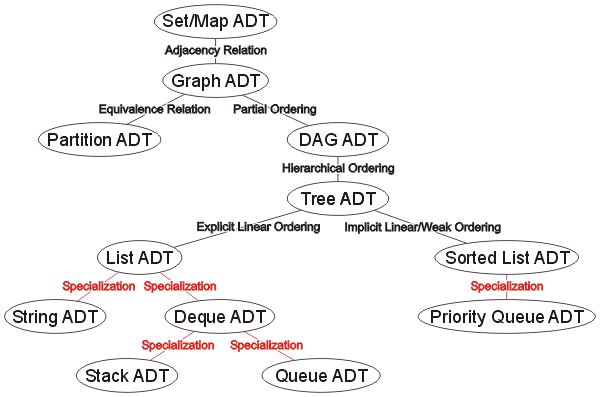 Set/Map ADT
Adjacency Relation
Graph ADT
Equivalence Relation
Partial Ordering
Partition ADT
DAG ADT
Hierarchical Ordering
Tree ADT
Explicit Linear Ordering
Implicit Linear/Weak Ordering
List ADT
Sorted List ADT
Specialization
Specialization
Specialization
String ADT
Deque ADT
Priority Queue ADT
Specialization
Specialization
Stack ADT
Queue ADT